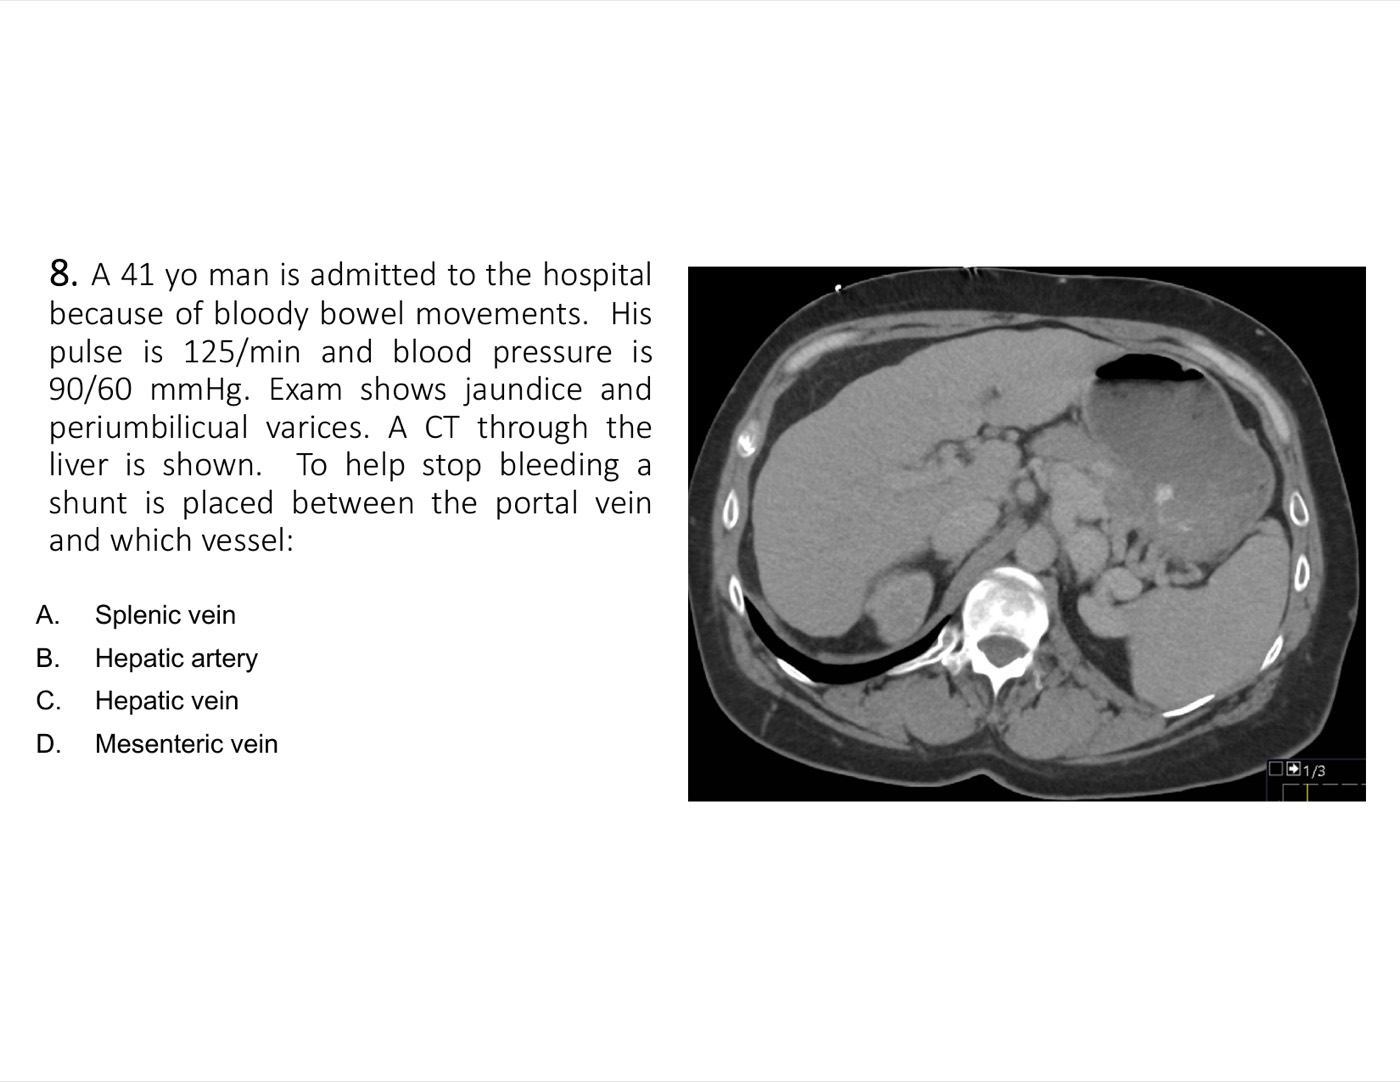 8. A 41 yo man is admitted to the hospital
because of bloody bowel movements. His
pulse is 125/min and blood pressure is
90/60 mmHg. Exam shows jaundice and
periumbilicual varices. A CT through the
liver is shown. To help stop bleeding a
shunt is placed between the portal vein
and which vessel:
A. Splenic vein
B. Hepatic artery
C. Hepatic vein
D. Mesenteric vein
1/3